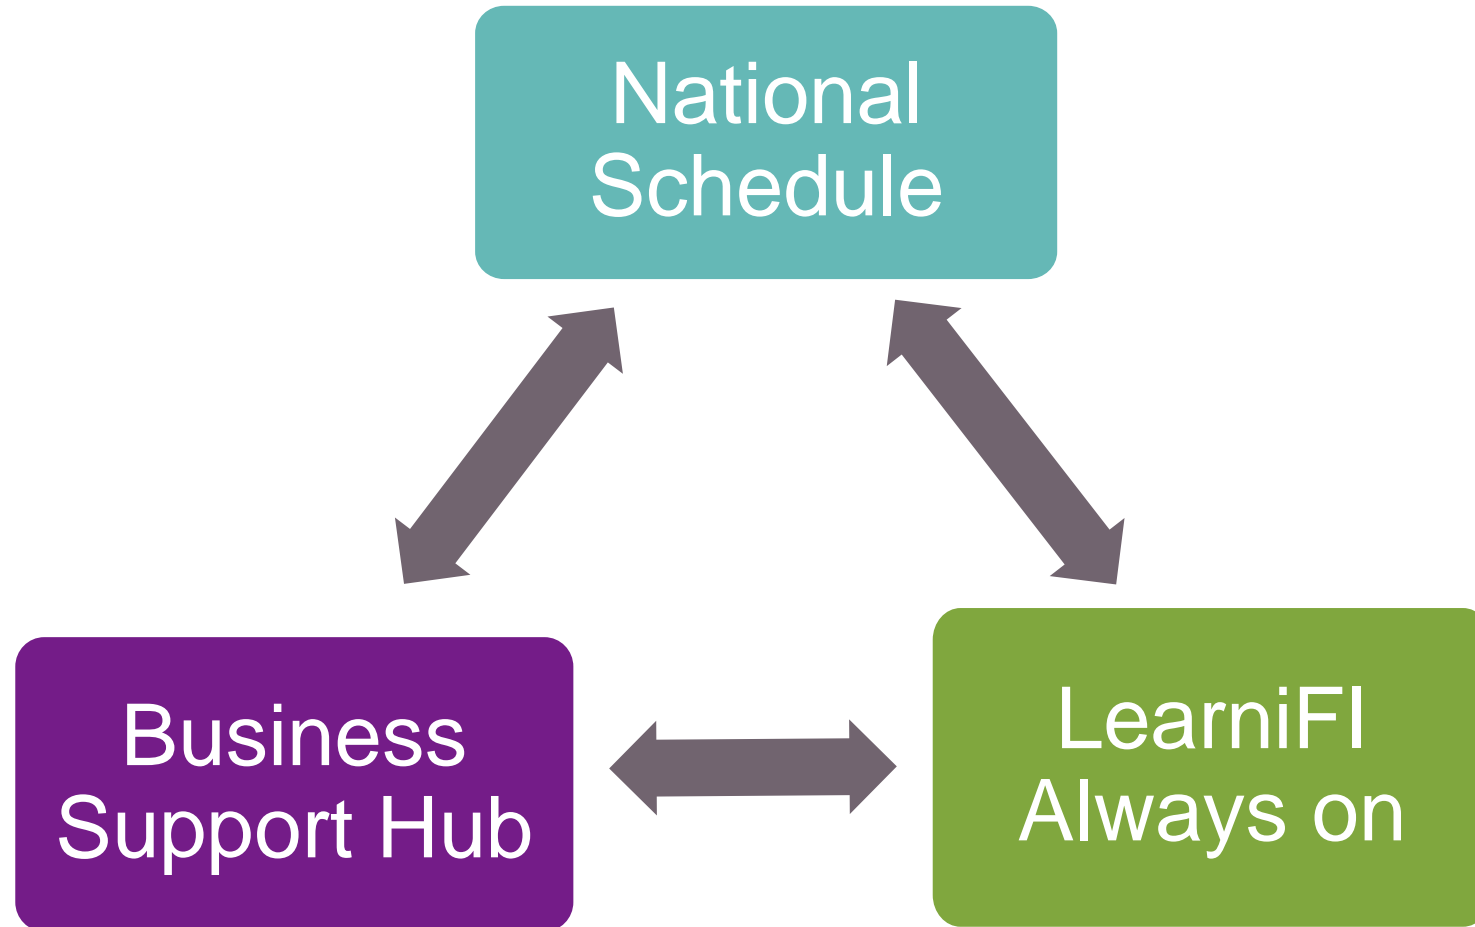 National
Schedule
Business
Support Hub
LearniFI
Always on